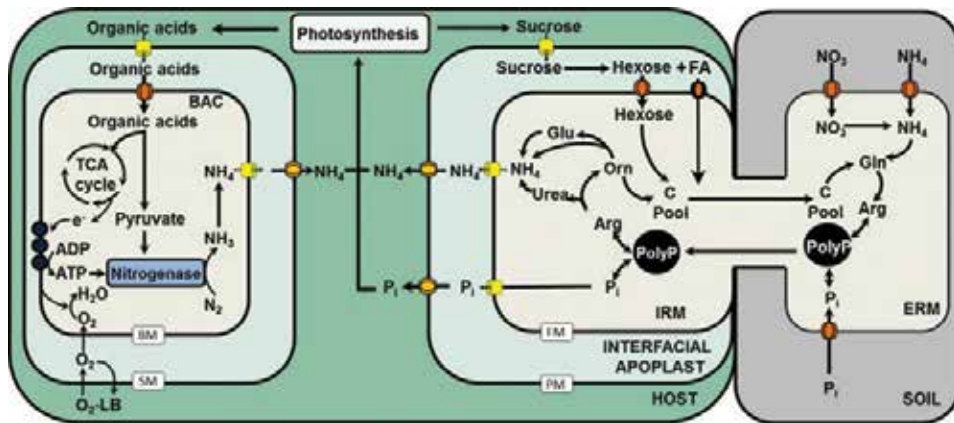 Organic acids
Photosynthesis
Sucrose
Organic acids
BAC
Organic acids
TCA
cycle
e-
Pyruvate
ADP
ATP
Nitrogenase
H₂O
O₂
NH₄
NH₃
N₂
BM
O₂
SM
O₂-LB
NH₄
NH₄
NH₄
Pᵢ
Pᵢ
Sucrose
Hexose + FA
Hexose
Glu
NH₄
Orn
Urea
C
Pool
Arg
PolyP
Pᵢ
IRM
FM
INTERFACIAL
APOPLAST
PM
HOST
NO₃
NH₄
NO₃
NH₄
Gln
C
Pool
Arg
PolyP
Pᵢ
ERM
Pᵢ
SOIL